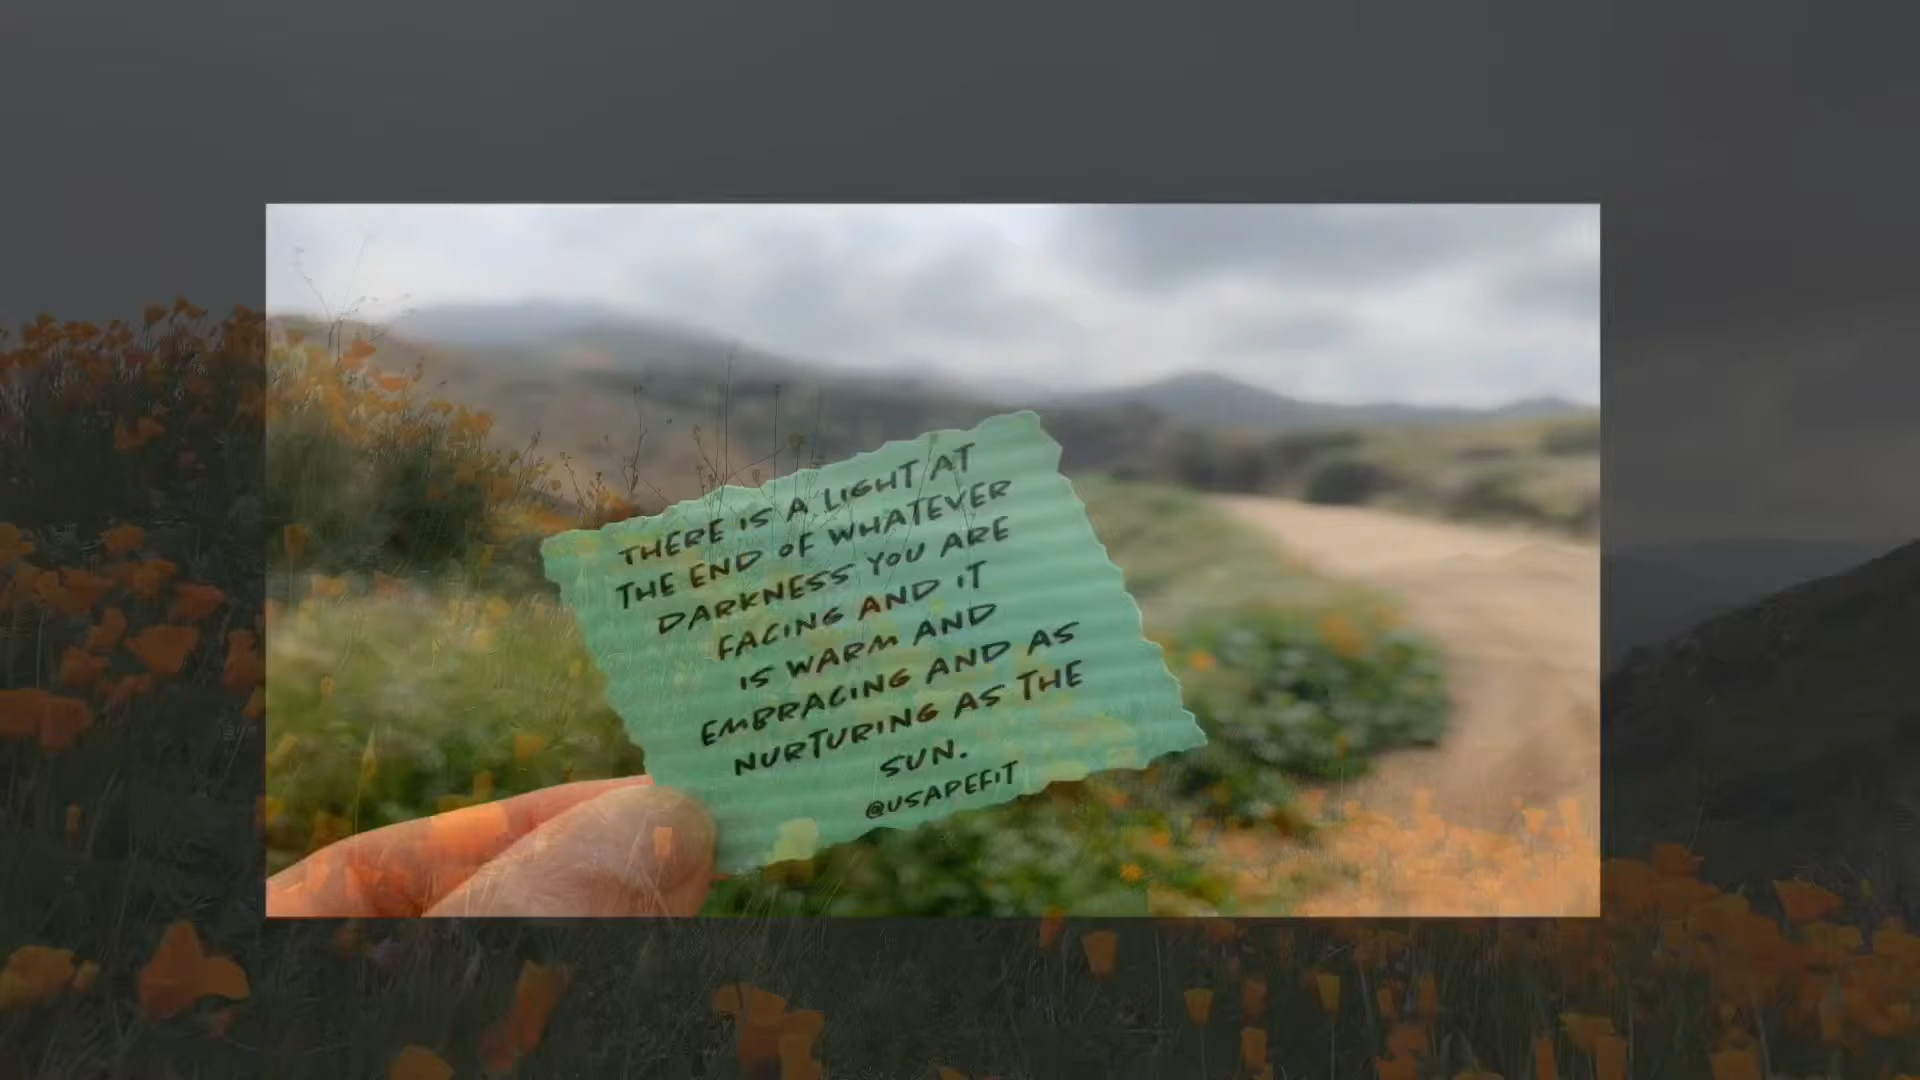 THERE IS A LIGHT AT
THE END OF WHATEVER
DARKNESS YOU ARE
FACING AND IT
IS WARM AND
EMBRACING AND AS
NURTURING AS THE
SUN.
@USAPEFIT